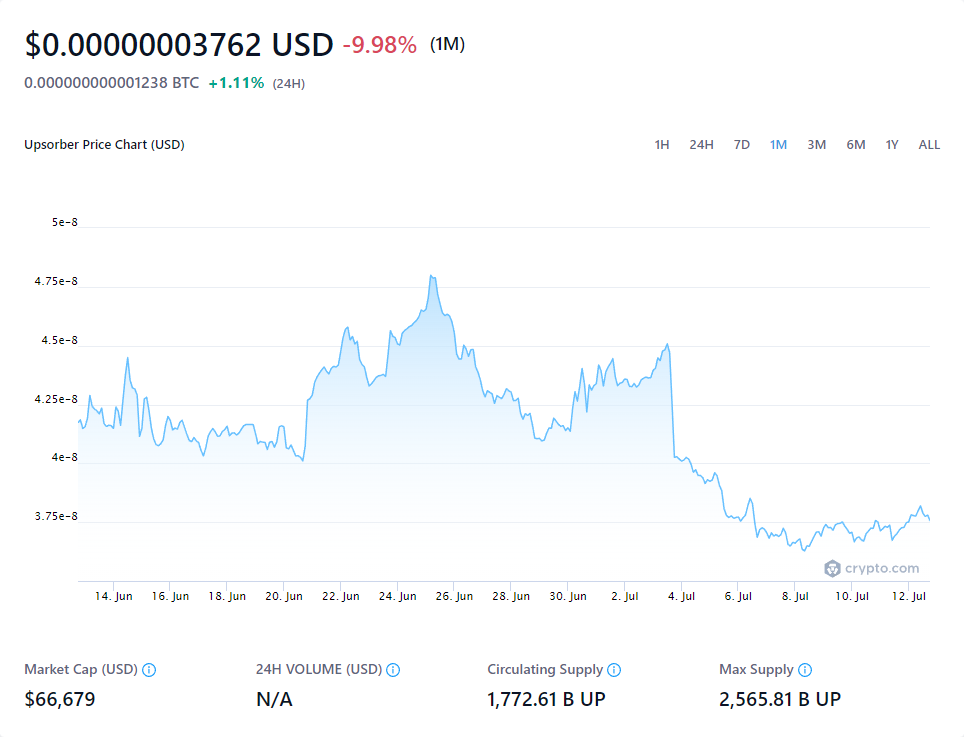 $0.00000003762 USD -9.98% (1M)
0.000000000001238 BTC +1.11% (24H)
Upsorber Price Chart (USD) 1H 24H 7D 1M 3M 6M 1Y ALL
5e-8
4.75e-8
4.5e-8
4.25e-8
4e-8
3.75e-8
crypto.com
14. Jun 16. Jun 18. Jun 20. Jun 22. Jun 24. Jun 26. Jun 28. Jun 30. Jun 2. Jul 4. Jul 6. Jul 8. Jul 10. Jul 12. Jul
Market Cap (USD) 24H VOLUME (USD) Circulating Supply Max Supply
$66,679 N/A 1,772.61 B UP 2,565.81 B UP